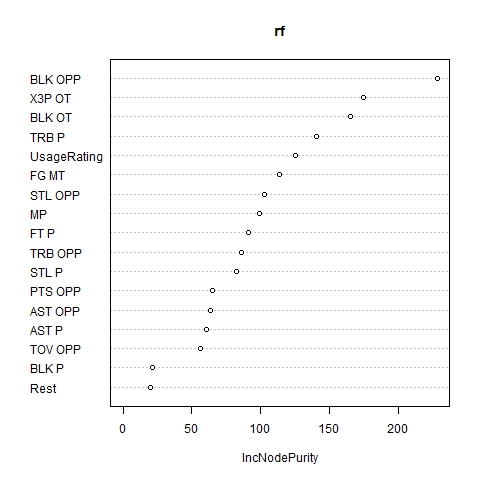 rf
BLK OPP
X3P OT
BLK OT
TRB P
UsageRating
FG MT
STL OPP
MP
FT P
TRB OPP
STL P
PTS OPP
AST OPP
AST P
TOV OPP
BLK P
Rest
0 50 100 150 200
IncNodePurity